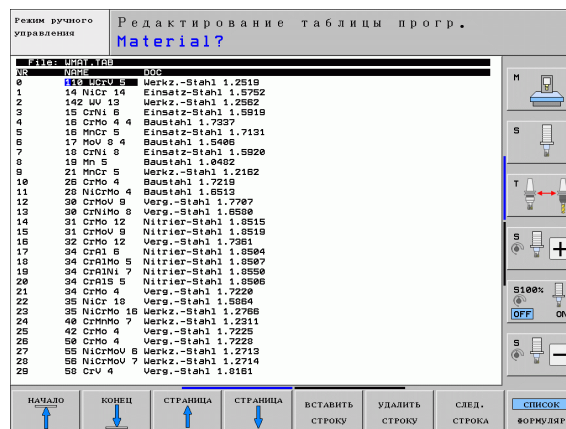 Режим ручного
управления
Редактирование таблицы прогр.
Material?
File: WMAT.TAB
NR NAME DOC
0 110 WCrV 5 Werkz.-Stahl 1.2519
1 14 NiCr 14 Einsatz-Stahl 1.5752
2 142 WV 13 Werkz.-Stahl 1.2562
3 15 CrNi 6 Einsatz-Stahl 1.5919
4 16 CrMo 4 4 Baustahl 1.7337
5 16 MnCr 5 Einsatz-Stahl 1.7131
6 17 MoV 8 4 Baustahl 1.5406
7 18 CrNi 8 Einsatz-Stahl 1.5920
8 19 Mn 5 Baustahl 1.0482
9 21 MnCr 5 Werkz.-Stahl 1.2162
10 26 CrMo 4 Baustahl 1.7219
11 28 NiCrMo 4 Baustahl 1.6513
12 30 CrMoV 9 Verg.-Stahl 1.7707
13 30 CrNiMo 8 Verg.-Stahl 1.6580
14 31 CrMo 12 Nitrier-Stahl 1.8515
15 31 CrMoV 9 Nitrier-Stahl 1.8519
16 32 CrMo 12 Verg.-Stahl 1.7361
17 34 CrAl 6 Nitrier-Stahl 1.8504
18 34 CrAlMo 5 Nitrier-Stahl 1.8507
19 34 CrAlNi 7 Nitrier-Stahl 1.8550
20 34 CrAlS 5 Nitrier-Stahl 1.8506
21 34 CrMo 4 Verg.-Stahl 1.7220
22 35 NiCr 18 Verg.-Stahl 1.5864
23 35 NiCrMo 16 Werkz.-Stahl 1.2766
24 40 CrMnMo 7 Werkz.-Stahl 1.2311
25 42 CrMo 4 Verg.-Stahl 1.7225
26 50 CrMo 4 Verg.-Stahl 1.7228
27 55 NiCrMoV 6 Werkz.-Stahl 1.2713
28 56 NiCrMoV 7 Werkz.-Stahl 1.2714
29 58 CrV 4 Verg.-Stahl 1.8161
M
S
T
S
S100%
OFF ON
S
НАЧАЛО КОНЕЦ СТРАНИЦА СТРАНИЦА ВСТАВИТЬ УДАЛИТЬ СЛЕД. СПИСОК
СТРОКУ СТРОКУ СТРОКА ФОРМУЛЯР